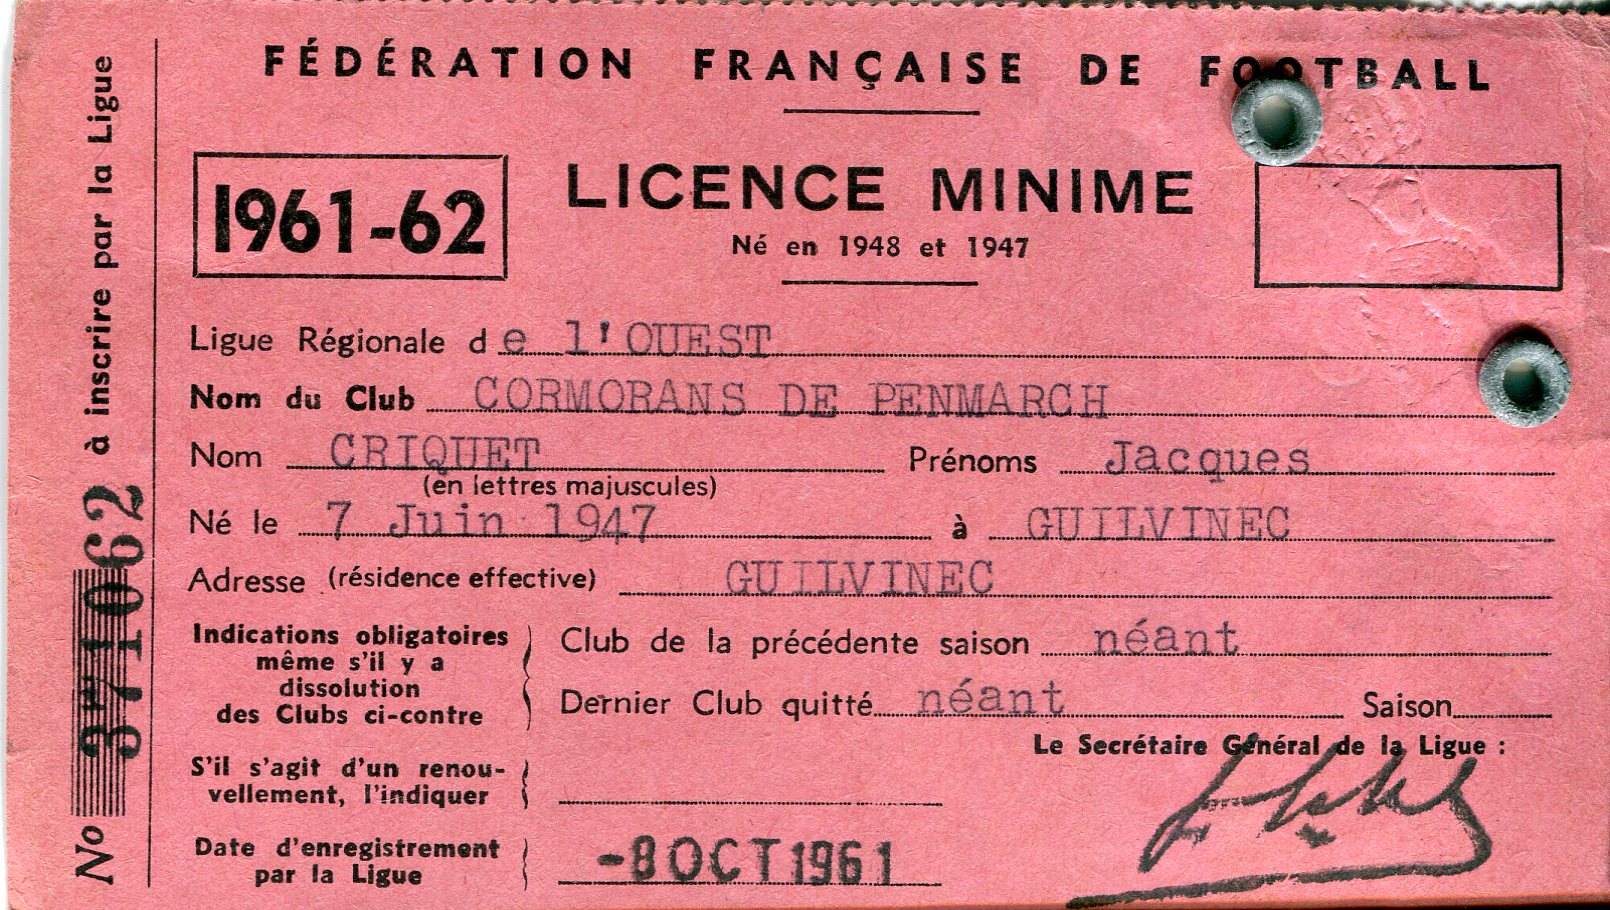 FÉDÉRATION FRANÇAISE DE FOOTBALL
1961-62
LICENCE MINIME
Né en 1948 et 1947
Ligue Régionale de l'OUEST
Nom du Club CORMORANS DE PENMARCH
Nom CRIQUET Prénoms Jacques
(en lettres majuscules)
Né le 7 Juin 1947 à GUILVINEC
Adresse (résidence effective) GUILVINEC
Indications obligatoires
même s'il y a
dissolution
des Clubs ci-contre
Club de la précédente saison néant
Dernier Club quitté néant Saison
Le Secrétaire Général de la Ligue :
S'il s'agit d'un renou-
vellement, l'indiquer
Date d'enregistrement
par la Ligue
-8 OCT 1961
No 371062 à inscrire par la Ligue